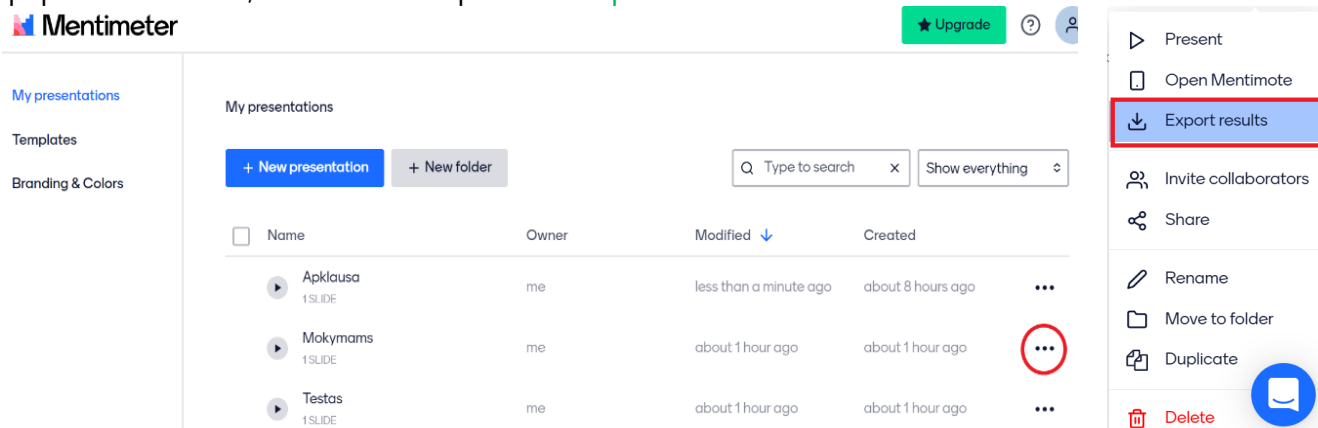 Mentimeter
Upgrade
My presentations
Templates
Branding & Colors
My presentations
+ New presentation
+ New folder
Type to search
Show everything
Name Owner Modified Created
Apklausa
1 SLIDE
me less than a minute ago about 8 hours ago
Mokymams
1 SLIDE
me about 1 hour ago about 1 hour ago
Testas
1 SLIDE
me about 1 hour ago about 1 hour ago
Present
Open Mentimote
Export results
Invite collaborators
Share
Rename
Move to folder
Duplicate
Delete